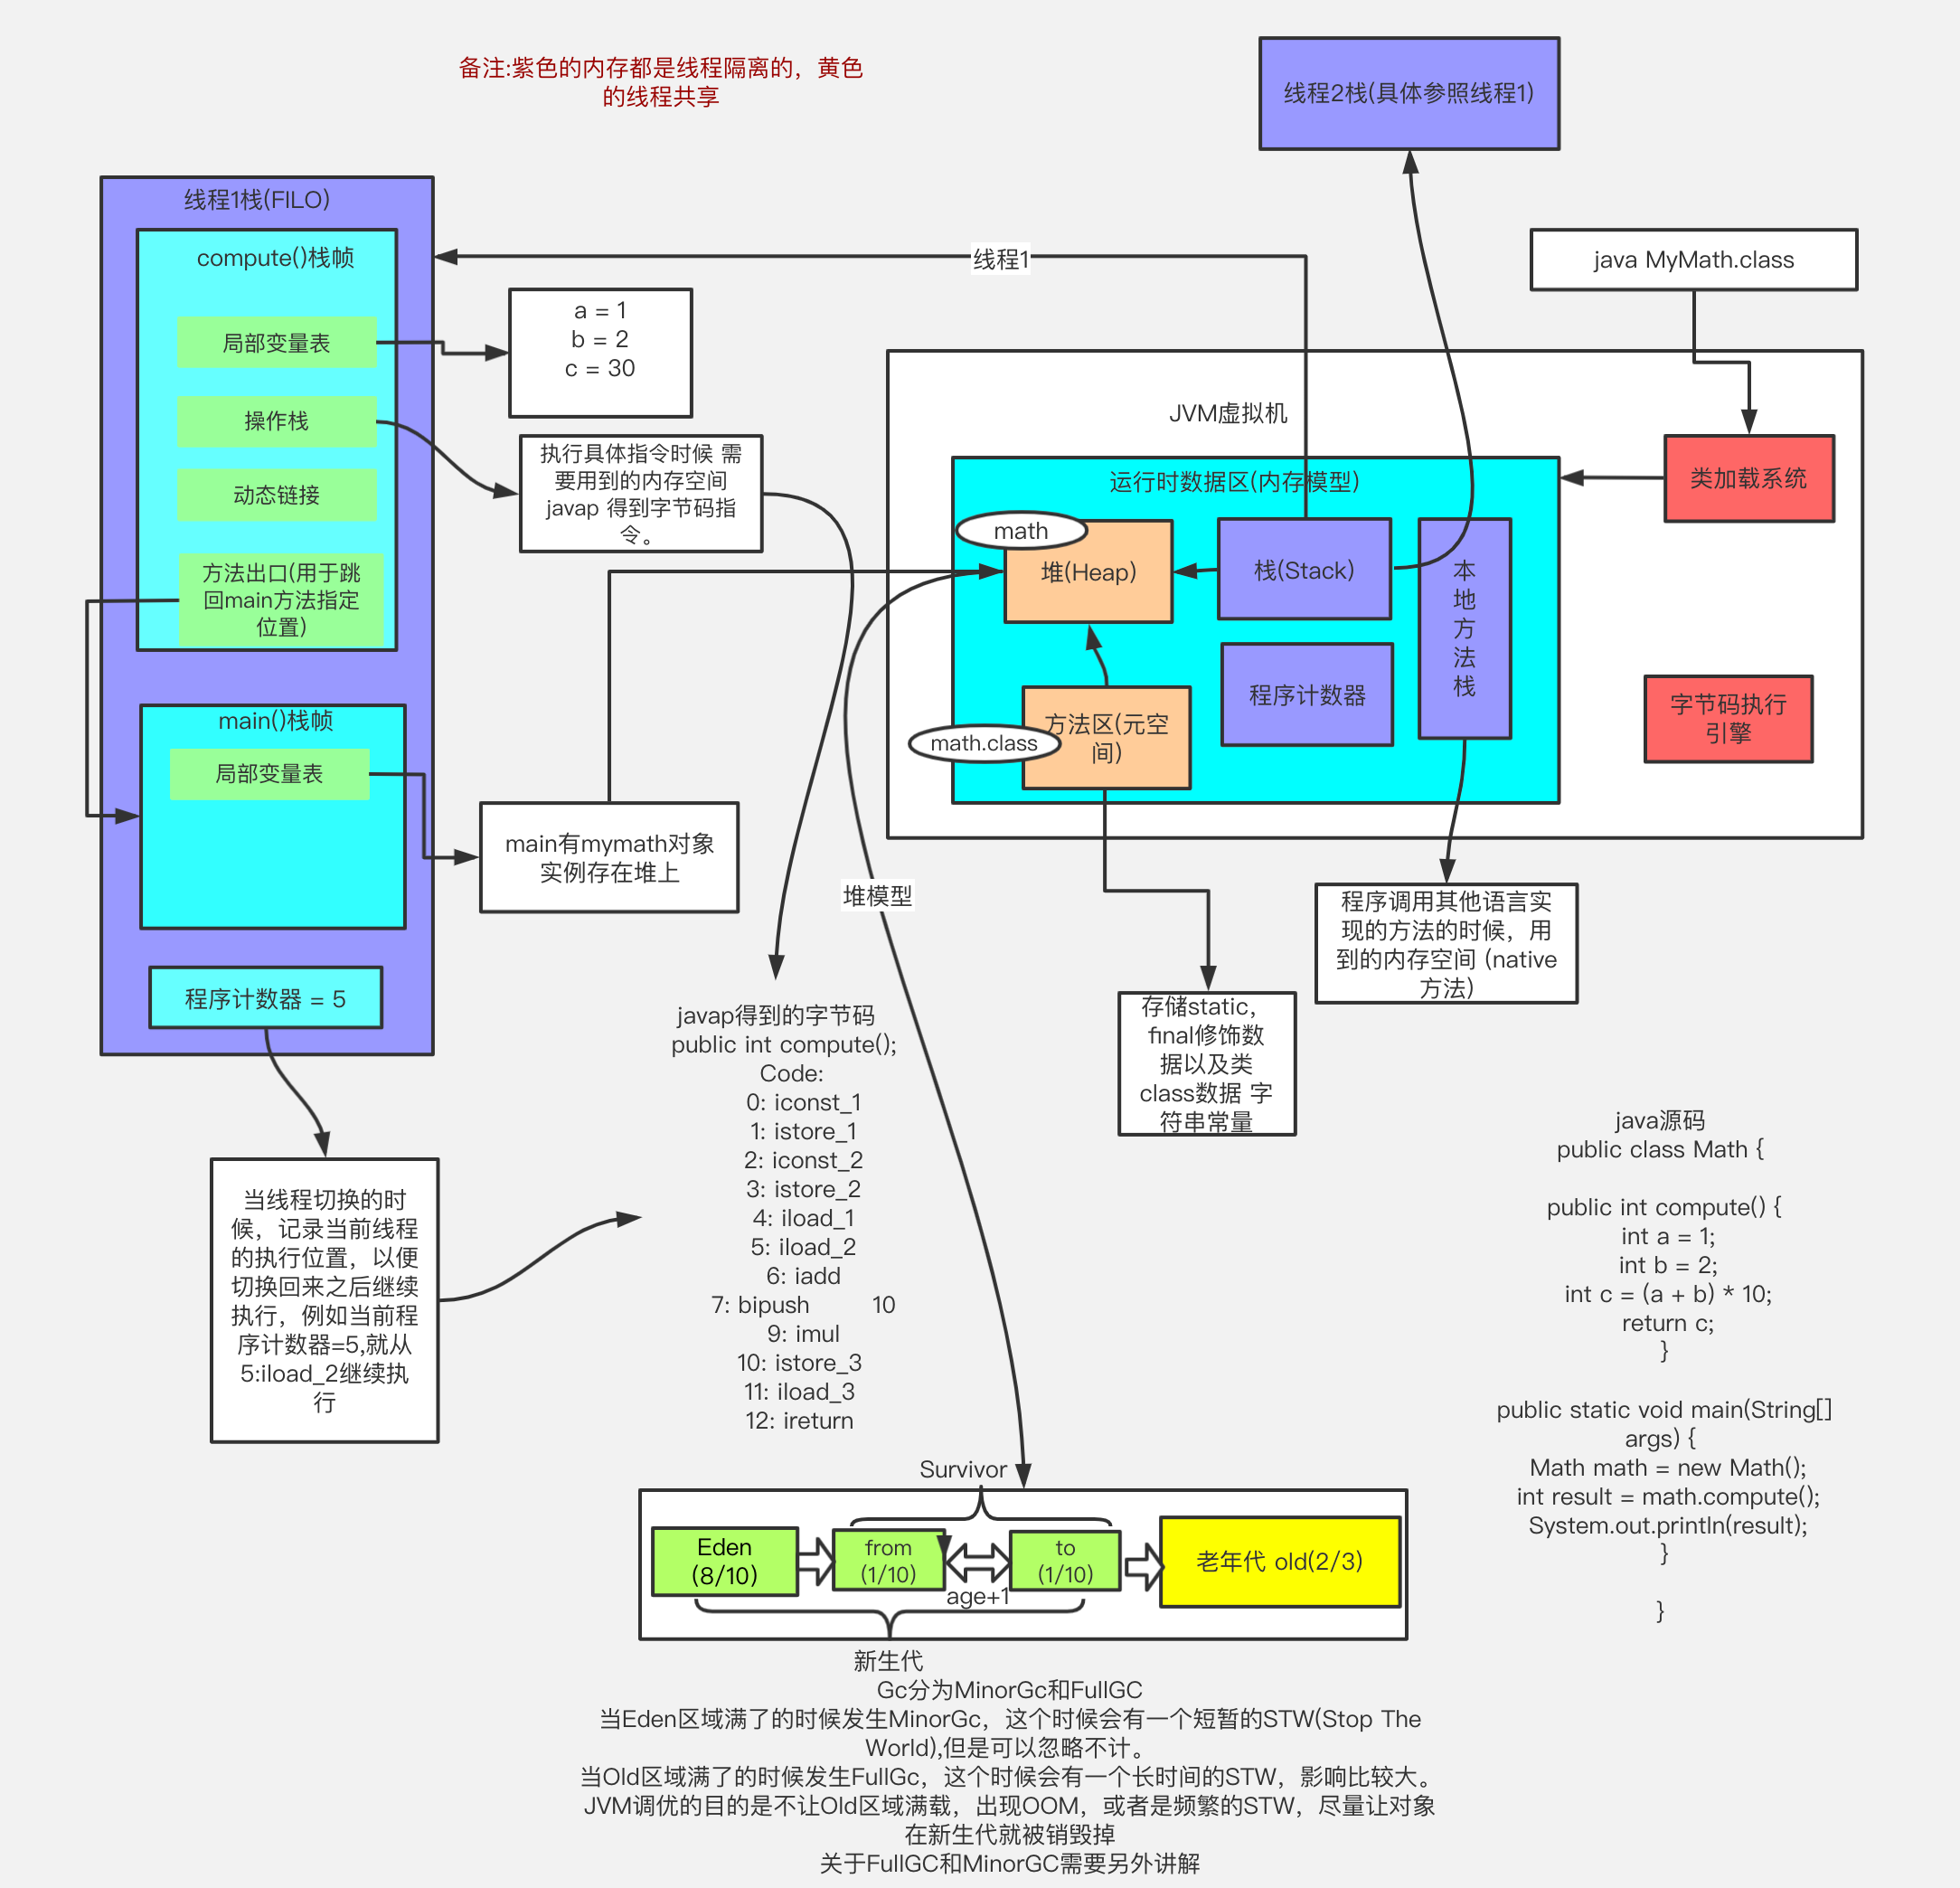 备注:紫色的内存都是线程隔离的，黄色
的线程共享
线程2栈(具体参照线程1)
线程1栈(FILO)
compute()栈帧
局部变量表
操作栈
动态链接
方法出口(用于跳
回main方法指定
位置)
main()栈帧
局部变量表
程序计数器 = 5
a = 1
b = 2
c = 30
执行具体指令时候 需
要用到的内存空间
javap 得到字节码指
令。
main有mymath对象
实例存在堆上
线程1
java MyMath.class
JVM虚拟机
类加载系统
运行时数据区(内存模型)
math
堆(Heap)
栈(Stack)
本
地
方
法
栈
程序计数器
math.class
方法区(元空
间)
字节码执行
引擎
堆模型
程序调用其他语言实
现的方法的时候，用
到的内存空间 (native
方法)
存储static，
final修饰数
据以及类
class数据 字
符串常量
当线程切换的时
候，记录当前线程
的执行位置，以便
切换回来之后继续
执行，例如当前程
序计数器=5,就从
5:iload_2继续执
行
javap得到的字节码
public int compute();
Code:
0: iconst_1
1: istore_1
2: iconst_2
3: istore_2
4: iload_1
5: iload_2
6: iadd
7: bipush 10
9: imul
10: istore_3
11: iload_3
12: ireturn
java源码
public class Math {
public int compute() {
int a = 1;
int b = 2;
int c = (a + b) * 10;
return c;
}
public static void main(String[]
args) {
Math math = new Math();
int result = math.compute();
System.out.println(result);
}
}
Survivor
Eden
(8/10)
from
(1/10)
to
(1/10)
age+1
老年代 old(2/3)
新生代
Gc分为MinorGc和FullGC
当Eden区域满了的时候发生MinorGc，这个时候会有一个短暂的STW(Stop The
World),但是可以忽略不计。
当Old区域满了的时候发生FullGc，这个时候会有一个长时间的STW，影响比较大。
JVM调优的目的是不让Old区域满载，出现OOM，或者是频繁的STW，尽量让对象
在新生代就被销毁掉
关于FullGC和MinorGC需要另外讲解